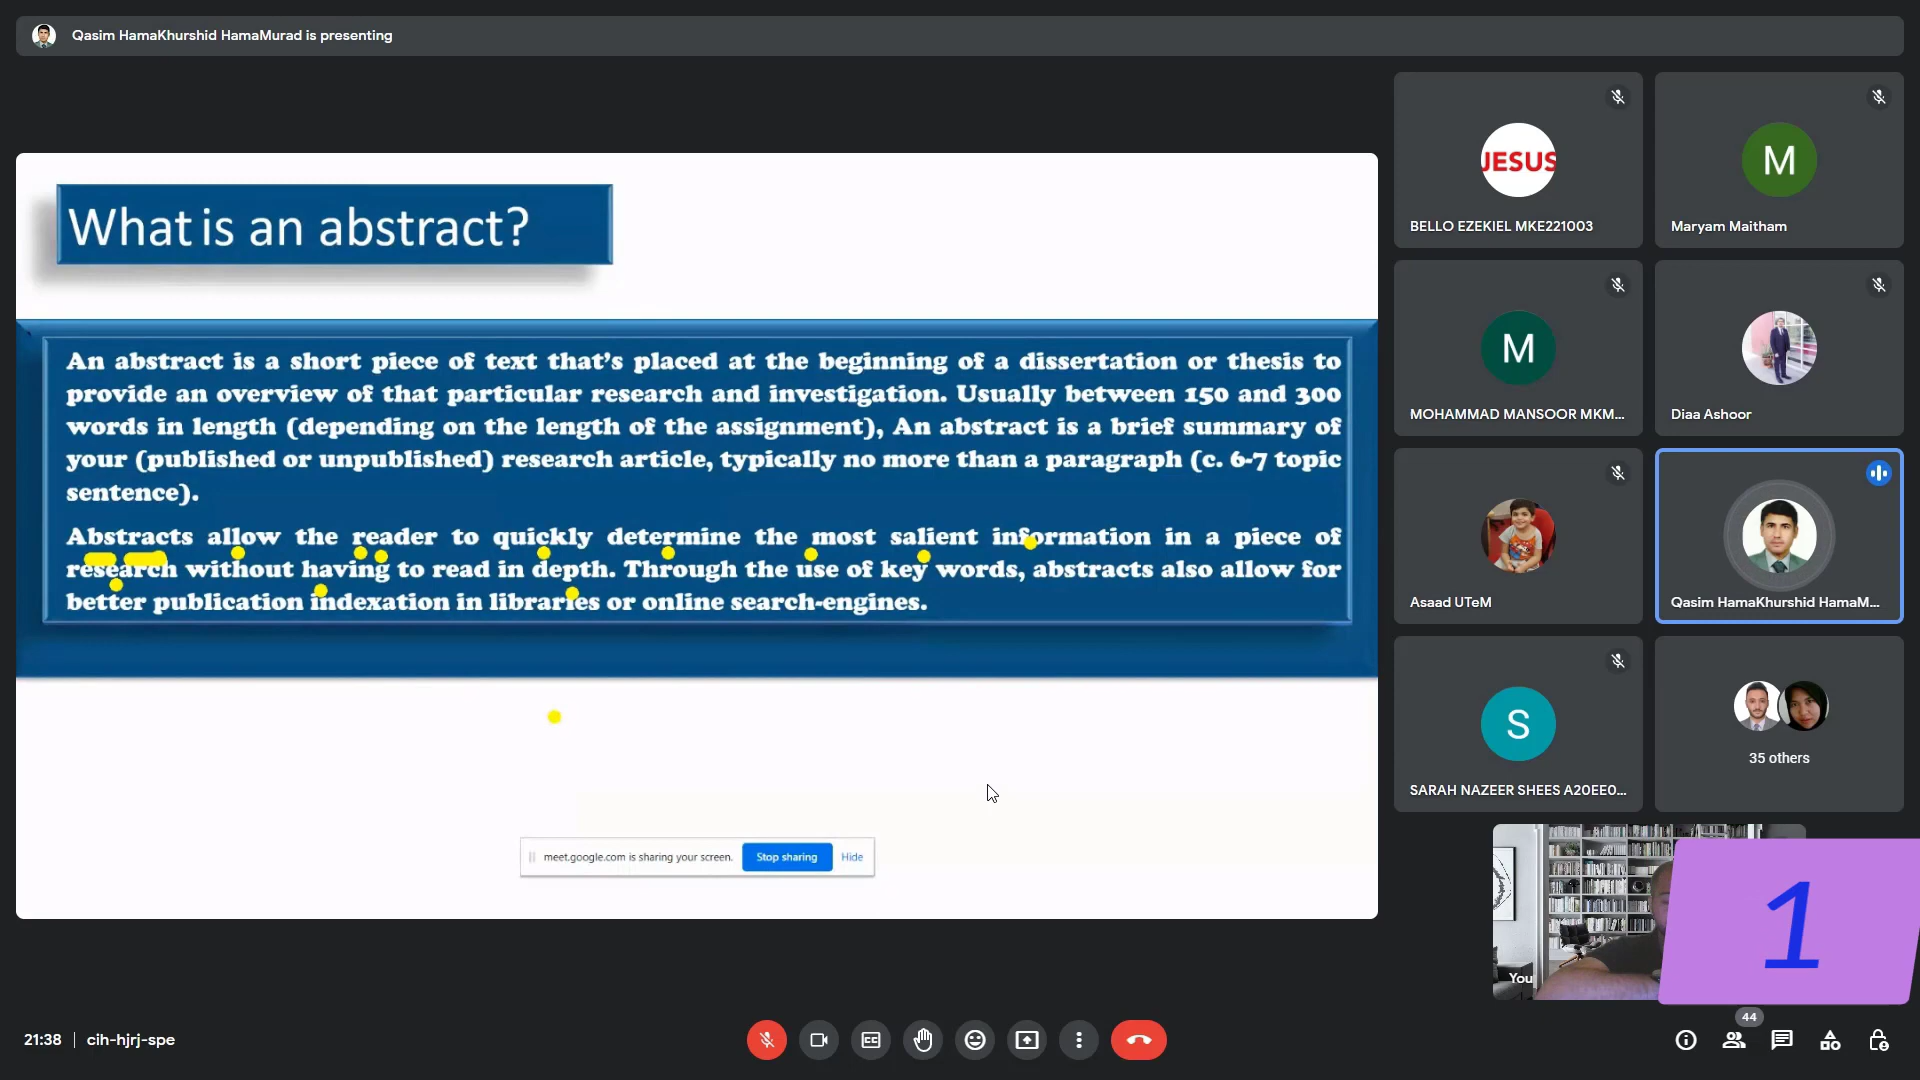 Qasim HamaKhurshid HamaMurad is presenting
What is an abstract?
An abstract is a short piece of text that's placed at the beginning of a dissertation or thesis to
provide an overview of that particular research and investigation. Usually between 150 and 300
words in length (depending on the length of the assignment), An abstract is a brief summary of
your (published or unpublished) research article, typically no more than a paragraph (c. 6-7 topic
sentence).
Abstracts allow the reader to quickly determine the most salient information in a piece of
research without having to read in depth. Through the use of key words, abstracts also allow for
better publication indexation in libraries or online search-engines.
meet.google.com is sharing your screen. Stop sharing Hide
JESUS
BELLO EZEKIEL MKE221003
M
Maryam Maitham
M
MOHAMMAD MANSOOR MKM...
Diaa Ashoor
Asaad UTeM
Qasim HamaKhurshid HamaM...
S
SARAH NAZEER SHEES A20EE0...
35 others
You
1
21:38 | cih-hjrj-spe
CC
44